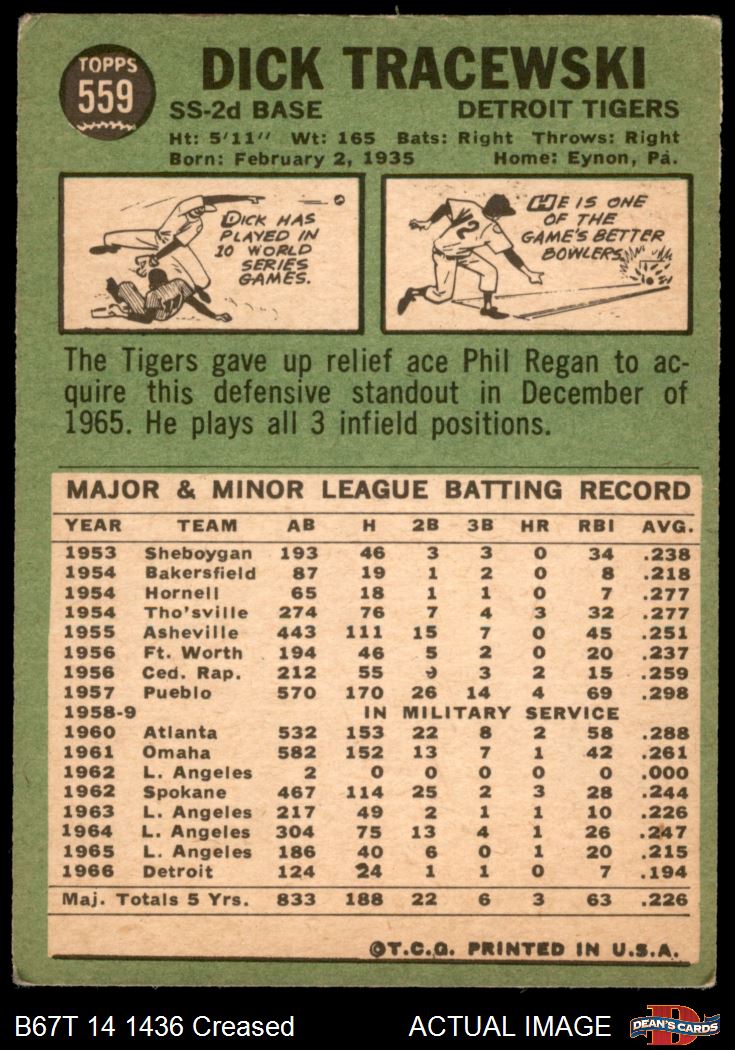 TOPPS
559
DICK TRACEWSKI
SS-2d BASE DETROIT TIGERS
Ht: 5'11" Wt: 165 Bats: Right Throws: Right
Born: February 2, 1935 Home: Eynon, Pa.
DICK HAS
PLAYED IN
10 WORLD
SERIES
GAMES.
2
HE IS ONE
OF THE
GAME'S BETTER
BOWLERS
The Tigers gave up relief ace Phil Regan to ac-
quire this defensive standout in December of
1965. He plays all 3 infield positions.
MAJOR & MINOR LEAGUE BATTING RECORD
YEAR TEAM AB H 2B 3B HR RBI AVG.
1953 Sheboygan 193 46 3 3 0 34 .238
1954 Bakersfield 87 19 1 2 0 8 .218
1954 Hornell 65 18 1 1 0 7 .277
1954 Tho'sville 274 76 7 4 3 32 .277
1955 Asheville 443 111 15 7 0 45 .251
1956 Ft. Worth 194 46 5 2 0 20 .237
1956 Ced. Rap. 212 55 9 3 2 15 .259
1957 Pueblo 570 170 26 14 4 69 .298
1958-9 IN MILITARY SERVICE
1960 Atlanta 532 153 22 8 2 58 .288
1961 Omaha 582 152 13 7 1 42 .261
1962 L. Angeles 2 0 0 0 0 0 .000
1962 Spokane 467 114 25 2 3 28 .244
1963 L. Angeles 217 49 2 1 1 10 .226
1964 L. Angeles 304 75 13 4 1 26 .247
1965 L. Angeles 186 40 6 0 1 20 .215
1966 Detroit 124 24 1 1 0 7 .194
Maj. Totals 5 Yrs. 833 188 22 6 3 63 .226
©T.C.G. PRINTED IN U.S.A.
B67T 14 1436 Creased ACTUAL IMAGE
D
DEAN'S CARDS